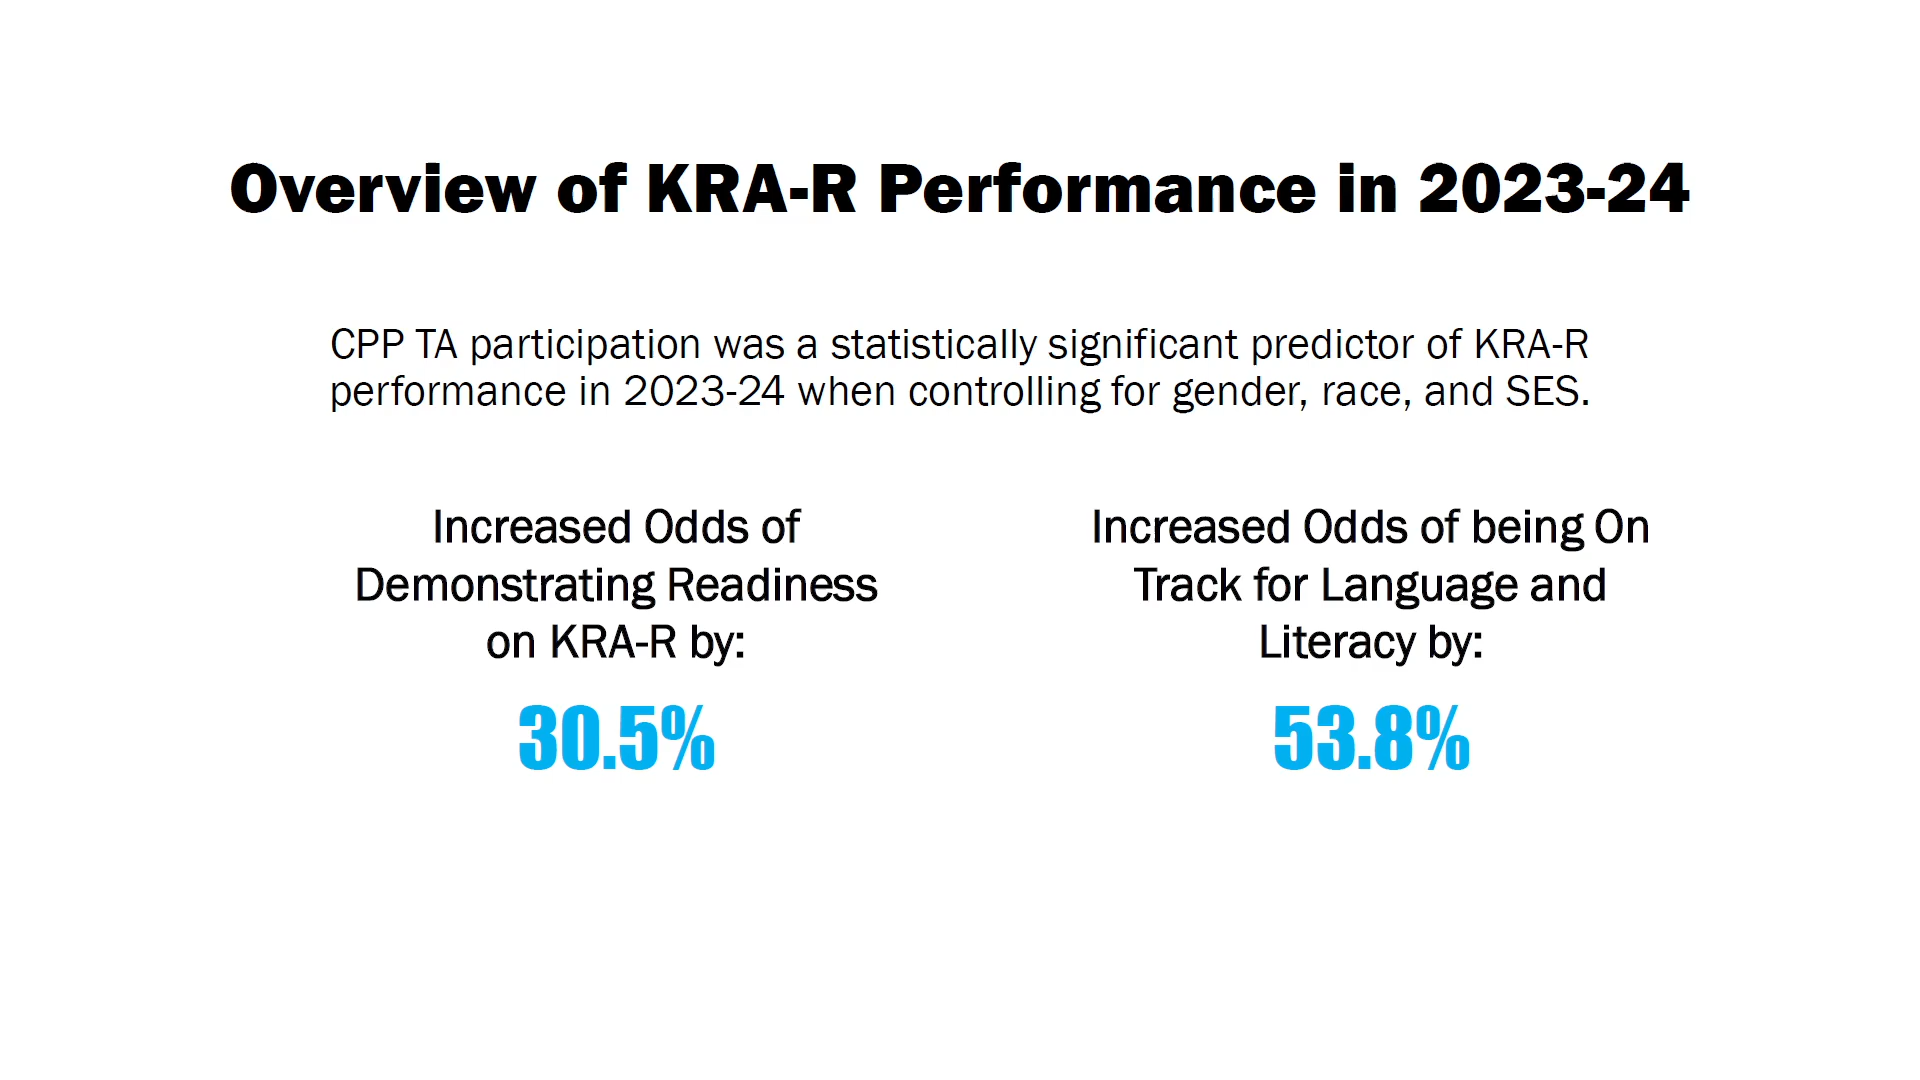 Overview of KRA-R Performance in 2023-24
CPP TA participation was a statistically significant predictor of KRA-R
performance in 2023-24 when controlling for gender, race, and SES.
Increased Odds of
Demonstrating Readiness
on KRA-R by:
30.5%
Increased Odds of being On
Track for Language and
Literacy by:
53.8%